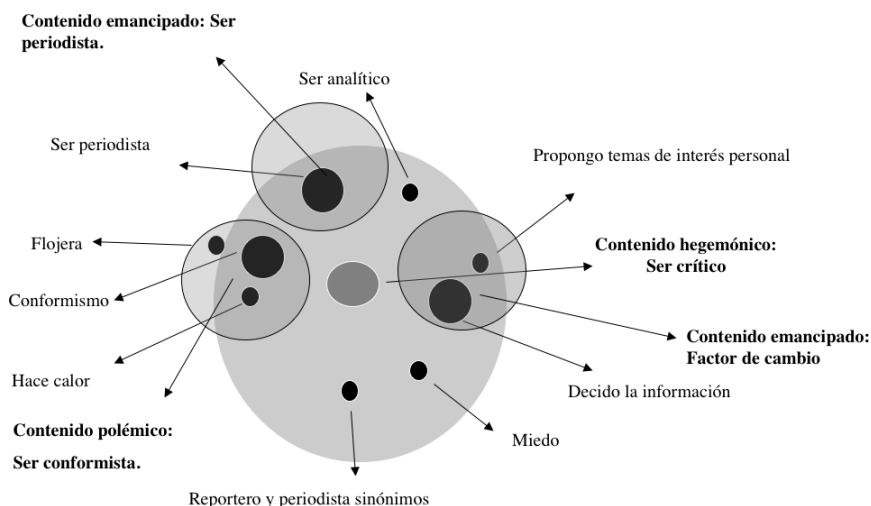 Contenido emancipado: Ser
periodista.
Ser analítico
Ser periodista
Propongo temas de interés personal
Flojera
Contenido hegemónico:
Ser crítico
Conformismo
Contenido emancipado:
Factor de cambio
Hace calor
Decido la información
Contenido polémico:
Ser conformista.
Miedo
Reportero y periodista sinónimos